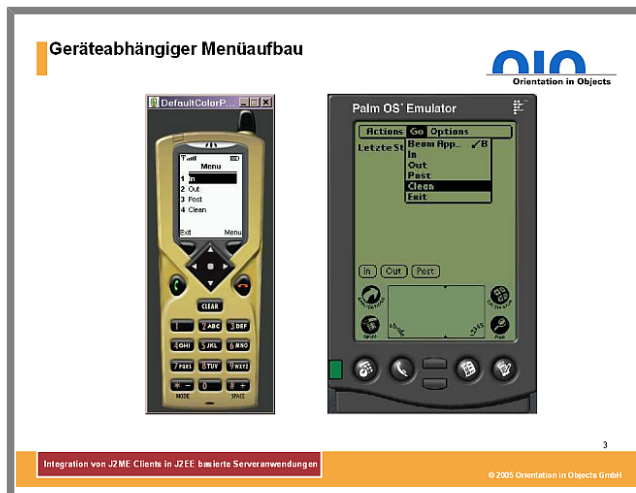 Geräteabhängiger Menüaufbau
Orientation in Objects
DefaultColorP...
Menu
1 In
2 Out
3 Post
4 Clean
Exit Menu
CLEAR
1 2 ABC 3 DEF
4 GHI 5 JKL 6 MNO
7 PQRS 8 TUV 9 WXYZ
* 0 #
MODE SPACE
Palm OS® Emulator
Actions Go Options
Letzte St
Beam App... B
In
Out
Post
Clean
Exit
In Out Post
3
Integration von J2ME Clients in J2EE basierte Serveranwendungen
© 2005 Orientation in Objects GmbH